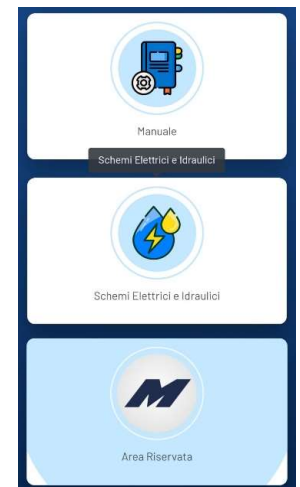 Manuale
Schemi Elettrici e Idraulici
Schemi Elettrici e Idraulici
M
Area Riservata